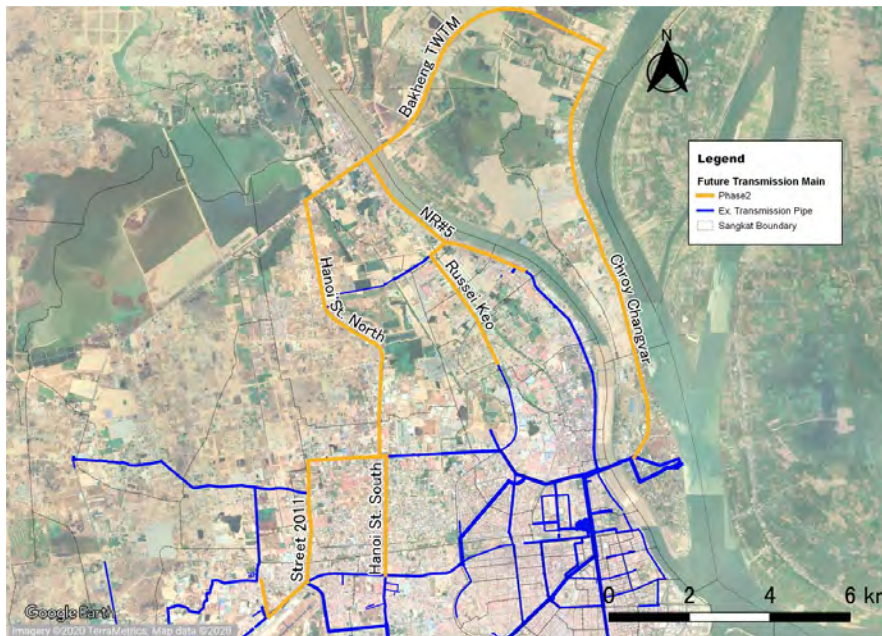 Bakheng TWTM
N
Legend
Future Transmission Main
Phase2
Ex. Transmission Pipe
Sangkat Boundary
NR#5
Russei Keo
Hanoi St. North
Chroy Changvar
Street 2011
Hanoi St. South
0 2 4 6 km
Google Earth
Imagery ©2020 TerraMetrics, Map data ©2020